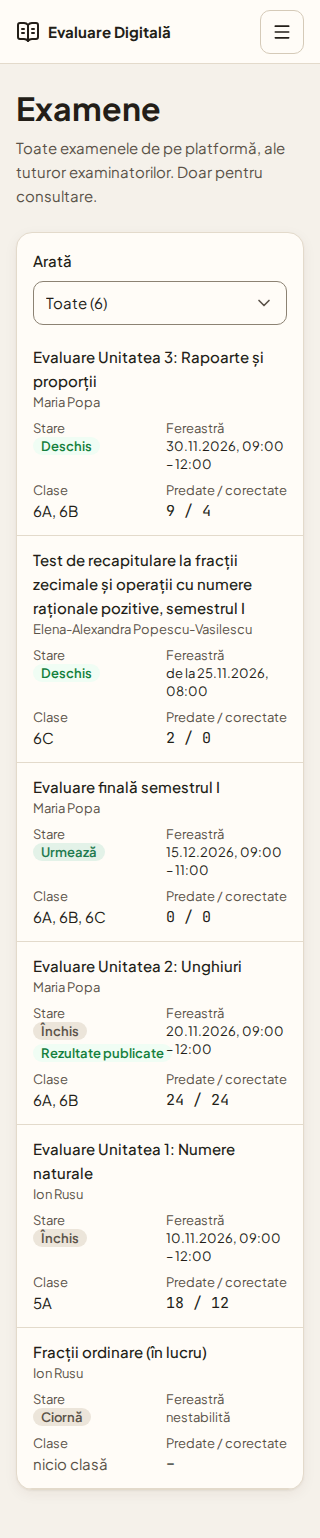 Evaluare Digitală
Examene
Toate examenele de pe platformă, ale
tuturor examinatorilor. Doar pentru
consultare.
Arată
Toate (6)
Evaluare Unitatea 3: Rapoarte și
proporții
Maria Popa
Stare
Deschis
Fereastră
30.11.2026, 09:00
– 12:00
Clase
6A, 6B
Predate / corectate
9 / 4
Test de recapitulare la fracții
zecimale și operații cu numere
raționale pozitive, semestrul I
Elena-Alexandra Popescu-Vasilescu
Stare
Deschis
Fereastră
de la 25.11.2026,
08:00
Clase
6C
Predate / corectate
2 / 0
Evaluare finală semestrul I
Maria Popa
Stare
Urmează
Fereastră
15.12.2026, 09:00
– 11:00
Clase
6A, 6B, 6C
Predate / corectate
0 / 0
Evaluare Unitatea 2: Unghiuri
Maria Popa
Stare
Închis
Rezultate publicate
Fereastră
20.11.2026, 09:00
– 12:00
Clase
6A, 6B
Predate / corectate
24 / 24
Evaluare Unitatea 1: Numere
naturale
Ion Rusu
Stare
Închis
Fereastră
10.11.2026, 09:00
– 12:00
Clase
5A
Predate / corectate
18 / 12
Fracții ordinare (în lucru)
Ion Rusu
Stare
Ciornă
Fereastră
nestabilită
Clase
nicio clasă
Predate / corectate
–